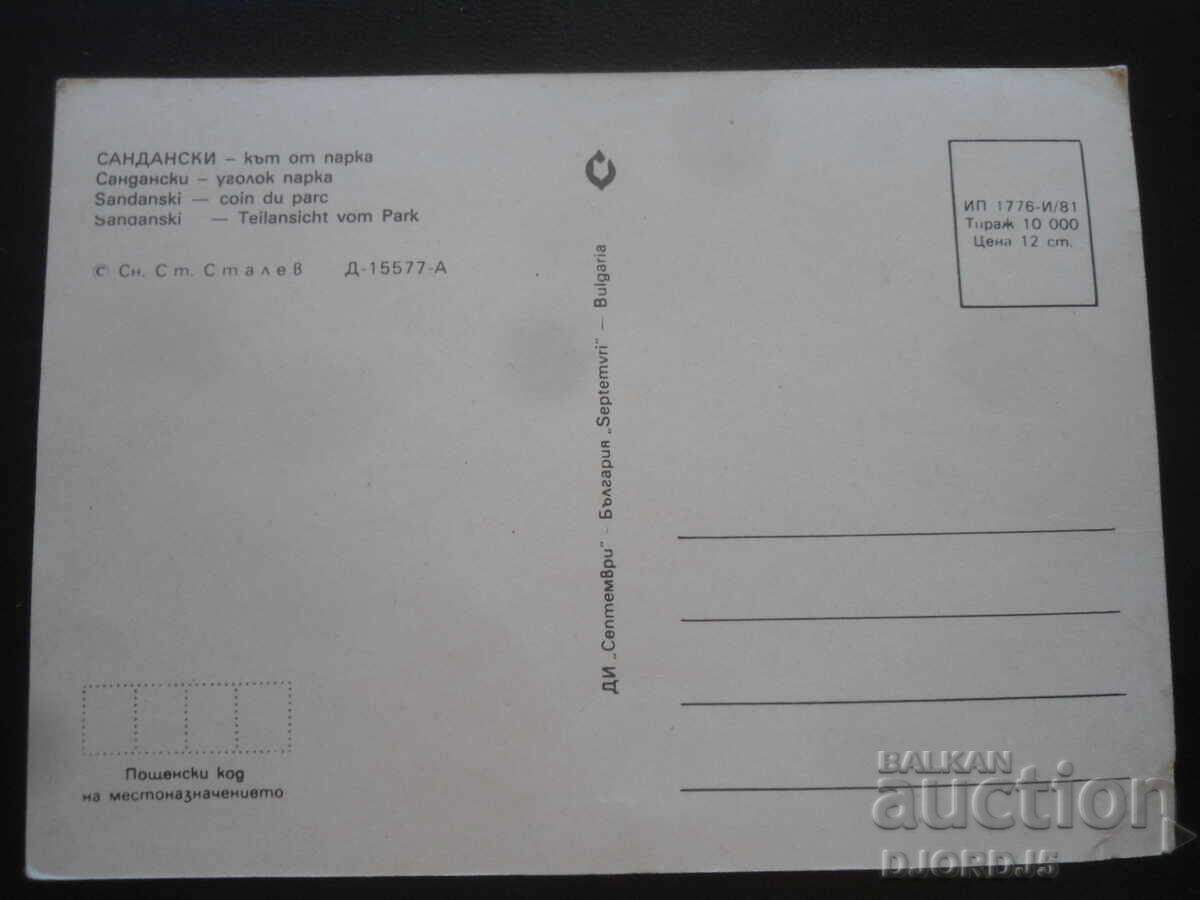 САНДАНСКИ – кът от парка
Сандански – уголок парка
Sandanski — coin du parc
Sandanski — Teilansicht vom Park
© Сн. Ст. Сталев Д-15577-А
ДИ „Септември" - България „Septemvri" — Bulgaria
ИП 1776-И/81
Тираж 10 000
Цена 12 ст.
Пощенски код
на местоназначението
BALKAN
auction
DJORDJ5